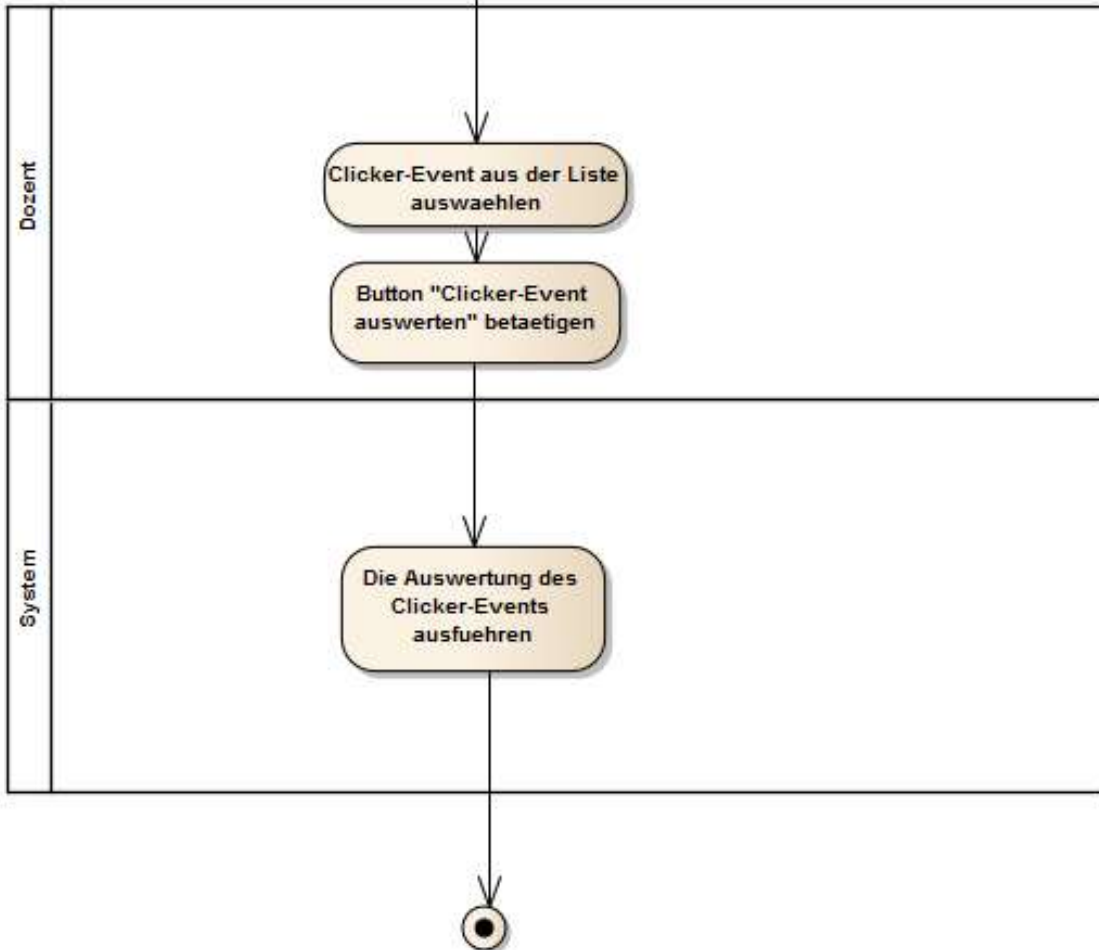 Dozent
Clicker-Event aus der Liste
auswaehlen
Button "Clicker-Event
auswerten" betaetigen
System
Die Auswertung des
Clicker-Events
ausfuehren